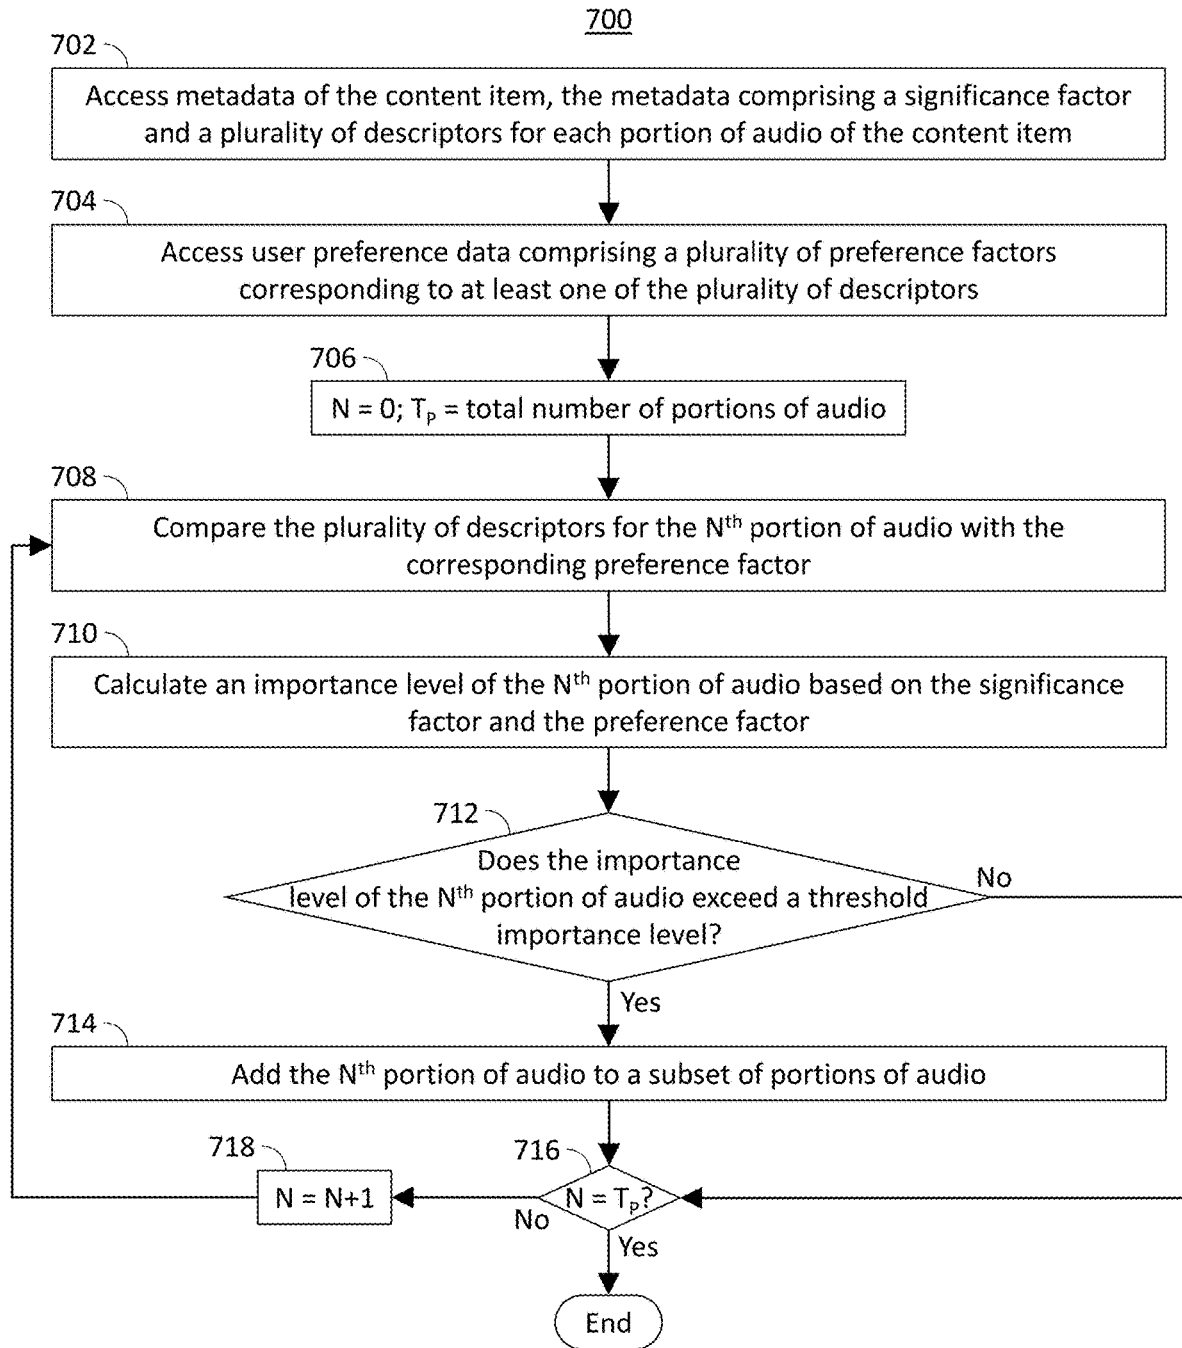 700
702
Access metadata of the content item, the metadata comprising a significance factor
and a plurality of descriptors for each portion of audio of the content item
704
Access user preference data comprising a plurality of preference factors
corresponding to at least one of the plurality of descriptors
706
N = 0; Tₚ = total number of portions of audio
708
Compare the plurality of descriptors for the Nᵗʰ portion of audio with the
corresponding preference factor
710
Calculate an importance level of the Nᵗʰ portion of audio based on the significance
factor and the preference factor
712
Does the importance
level of the Nᵗʰ portion of audio exceed a threshold
importance level?
No
Yes
714
Add the Nᵗʰ portion of audio to a subset of portions of audio
718
N = N+1
716
N = Tₚ?
No
Yes
End